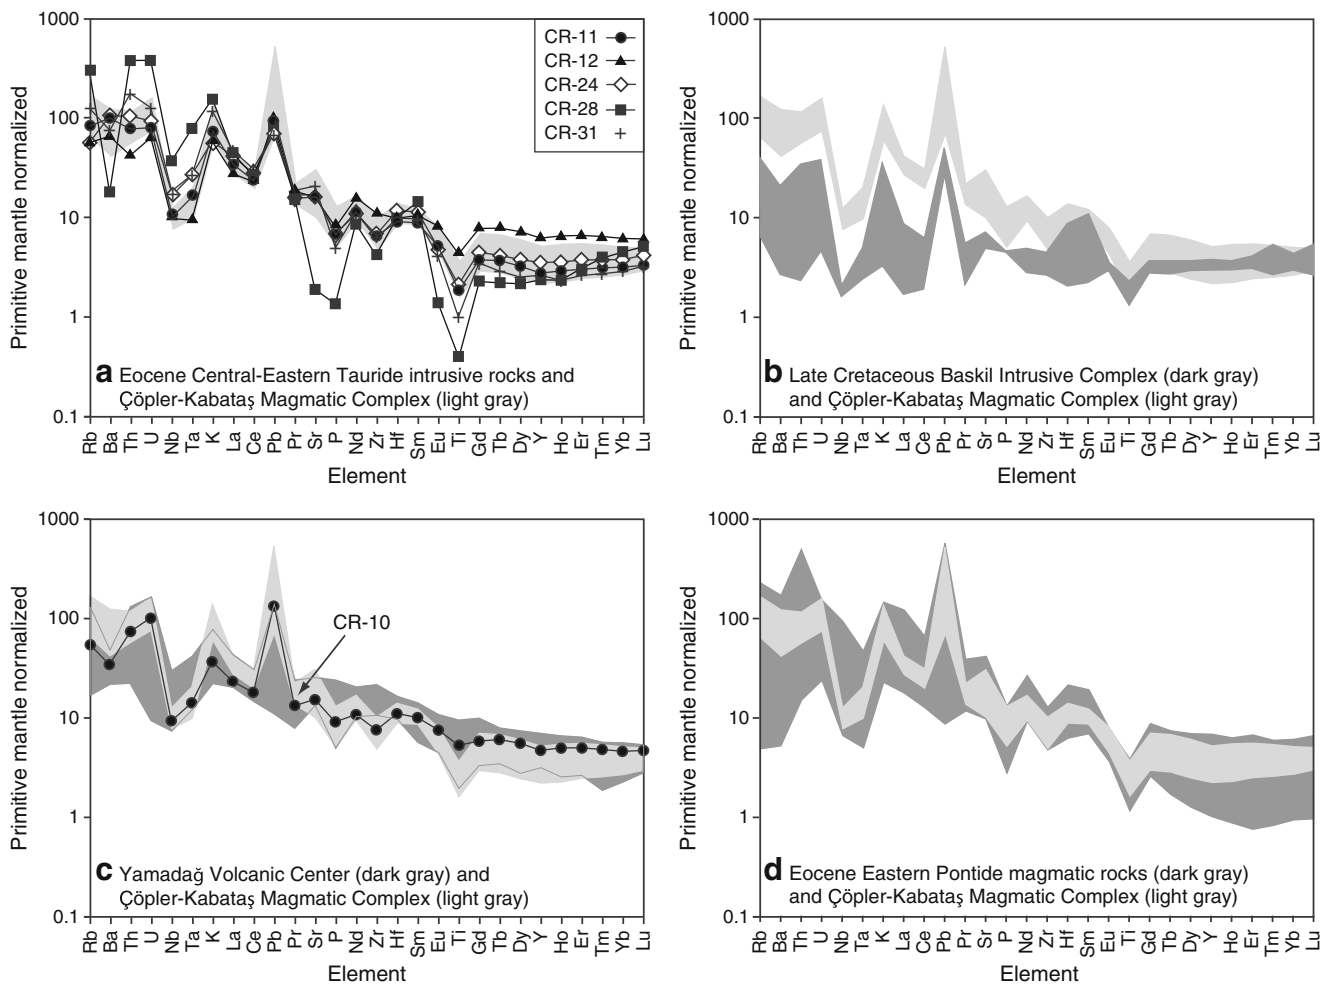 1000
100
10
1
0.1
Primitive mantle normalized
CR-11
CR-12
CR-24
CR-28
CR-31
a Eocene Central-Eastern Tauride intrusive rocks and
Çöpler-Kabataş Magmatic Complex (light gray)
Rb Ba Th U Nb Ta K La Ce Pb Pr Sr P Nd Zr Hf Sm Eu Ti Gd Tb Dy Y Ho Er Tm Yb Lu
Element
1000
100
10
1
0.1
Primitive mantle normalized
b Late Cretaceous Baskil Intrusive Complex (dark gray)
and Çöpler-Kabataş Magmatic Complex (light gray)
Rb Ba Th U Nb Ta K La Ce Pb Pr Sr P Nd Zr Hf Sm Eu Ti Gd Tb Dy Y Ho Er Tm Yb Lu
Element
1000
100
10
1
0.1
Primitive mantle normalized
CR-10
c Yamadağ Volcanic Center (dark gray) and
Çöpler-Kabataş Magmatic Complex (light gray)
Rb Ba Th U Nb Ta K La Ce Pb Pr Sr P Nd Zr Hf Sm Eu Ti Gd Tb Dy Y Ho Er Tm Yb Lu
Element
1000
100
10
1
0.1
Primitive mantle normalized
d Eocene Eastern Pontide magmatic rocks (dark gray)
and Çöpler-Kabataş Magmatic Complex (light gray)
Rb Ba Th U Nb Ta K La Ce Pb Pr Sr P Nd Zr Hf Sm Eu Ti Gd Tb Dy Y Ho Er Tm Yb Lu
Element